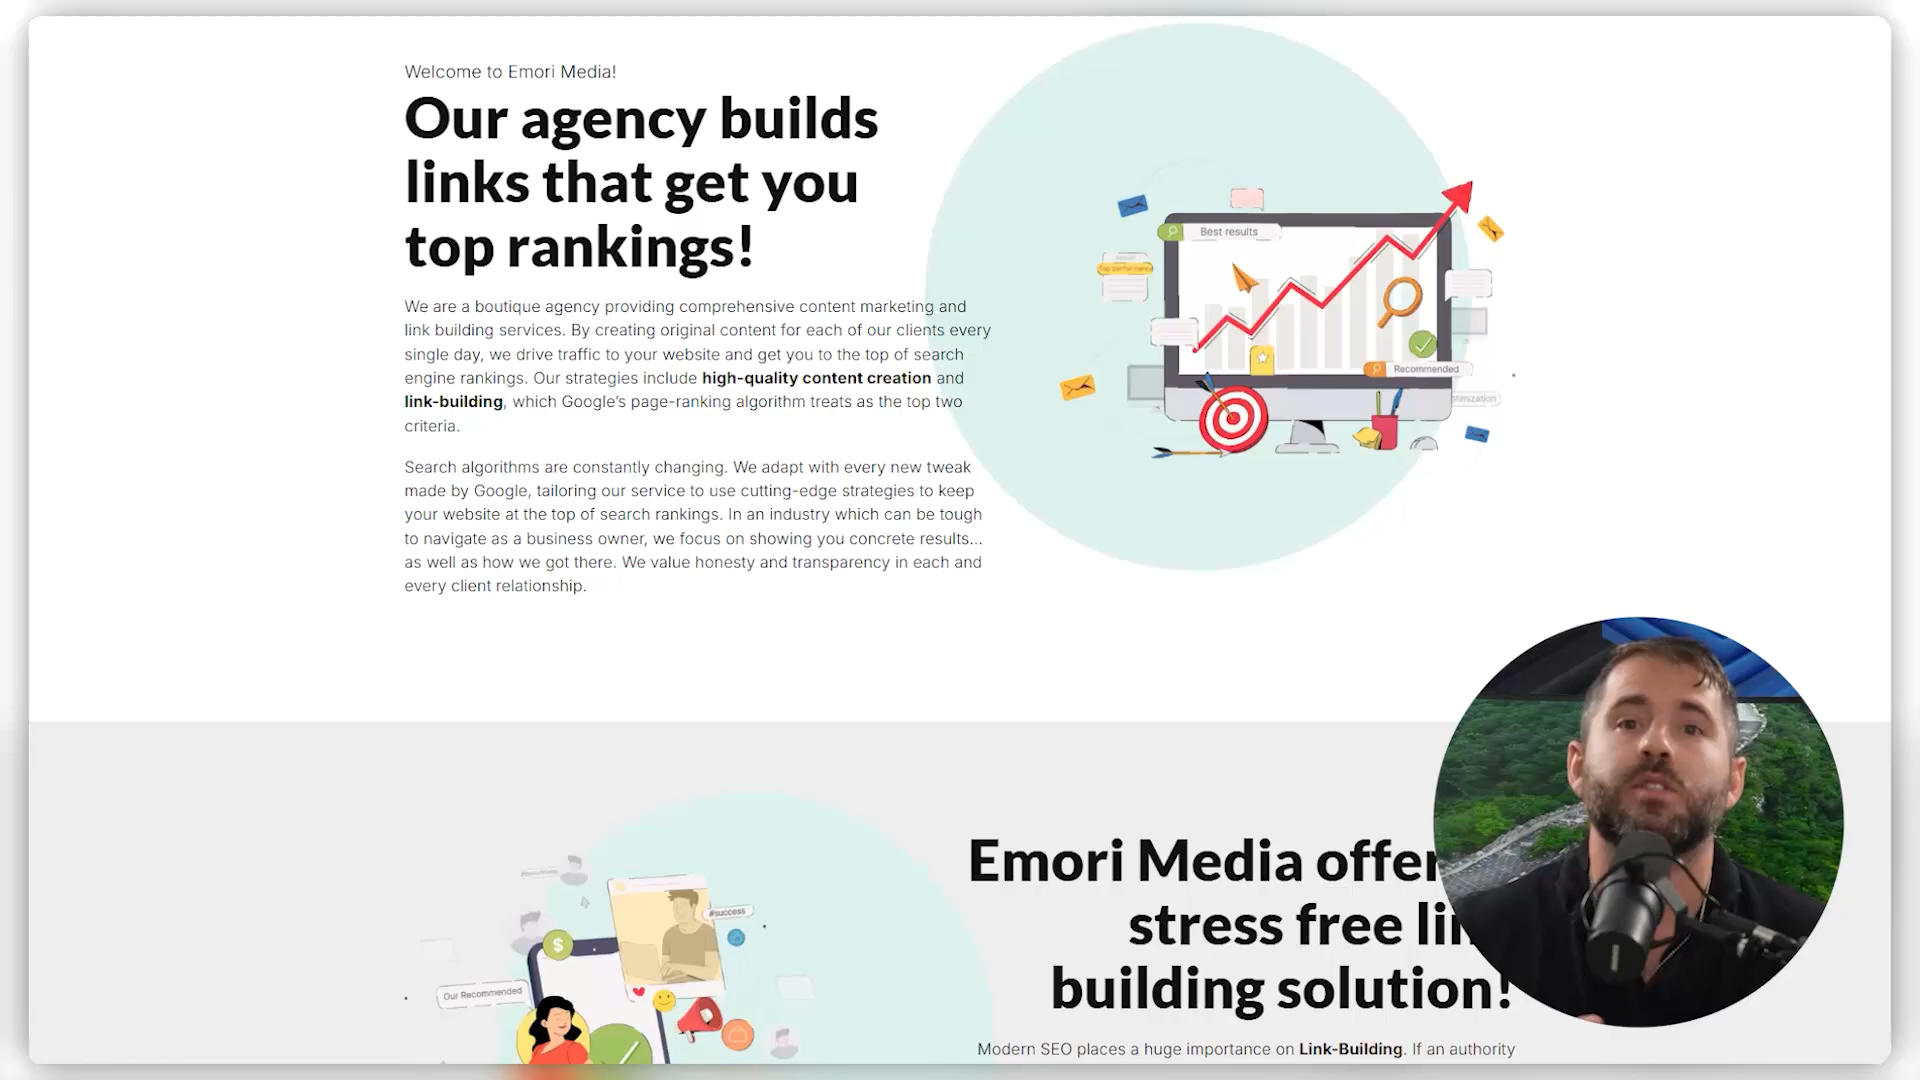 Welcome to Emori Media!
Our agency builds
links that get you
top rankings!
We are a boutique agency providing comprehensive content marketing and
link building services. By creating original content for each of our clients every
single day, we drive traffic to your website and get you to the top of search
engine rankings. Our strategies include high-quality content creation and
link-building, which Google's page-ranking algorithm treats as the top two
criteria.
Search algorithms are constantly changing. We adapt with every new tweak
made by Google, tailoring our service to use cutting-edge strategies to keep
your website at the top of search rankings. In an industry which can be tough
to navigate as a business owner, we focus on showing you concrete results...
as well as how we got there. We value honesty and transparency in each and
every client relationship.
Best results
Top performance
Recommended
Emori Media offer
stress free
building solution!
Modern SEO places a huge importance on Link-Building. If an authority
#success
$
Our Recommended